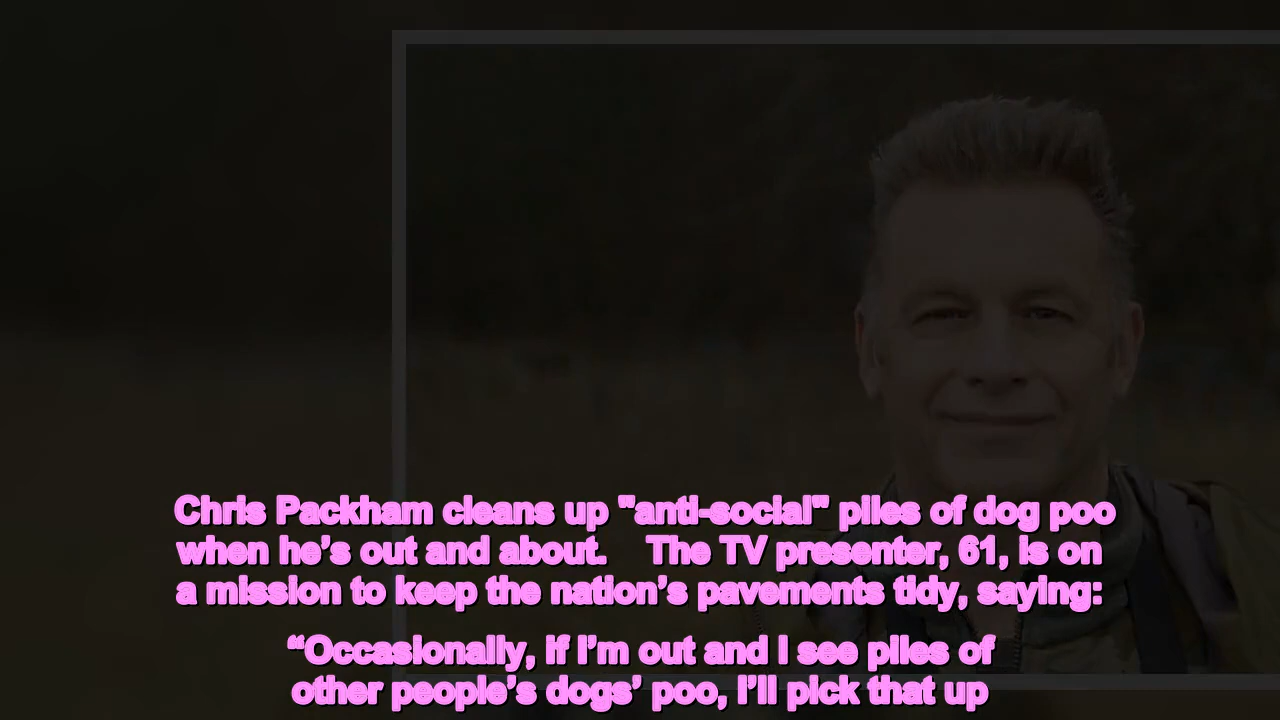 Chris Packham cleans up "anti-social" piles of dog poo
when he’s out and about. The TV presenter, 61, is on
a mission to keep the nation’s pavements tidy, saying:
“Occasionally, if I’m out and I see piles of
other people’s dogs’ poo, I’ll pick that up